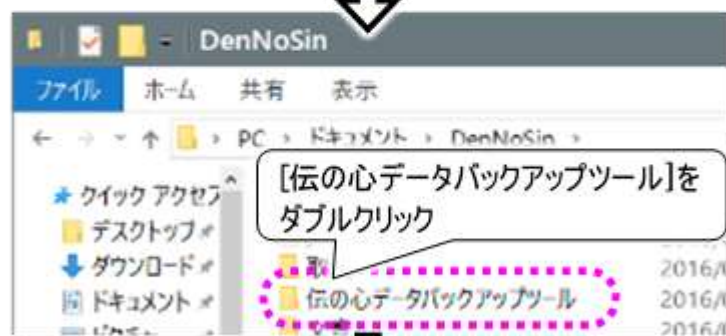 DenNoSin
ファイル ホーム 共有 表示
PC › ドキュメント › DenNoSin ›
[伝の心データバックアップツール]を
ダブルクリック
クイック アクセス
デスクトップ
ダウンロード 取
伝の心データバックアップツール 2016/
ドキュメント
2016/